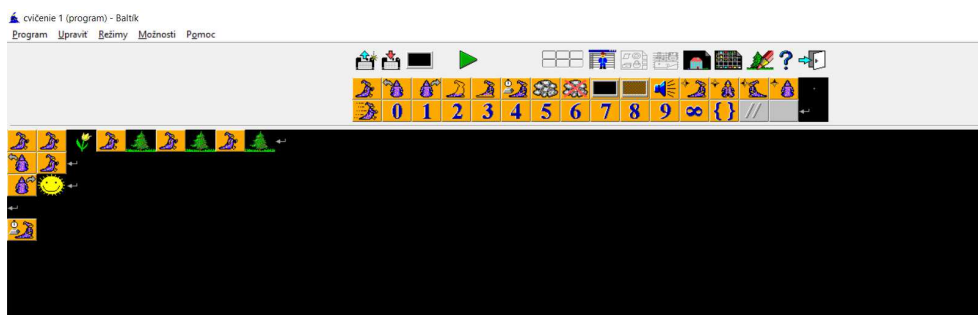 cvičenie 1 (program) - Baltík
Program Upraviť Režimy Možnosti Pomoc
?
0 1 2 3 4 5 6 7 8 9 ∞ { } //